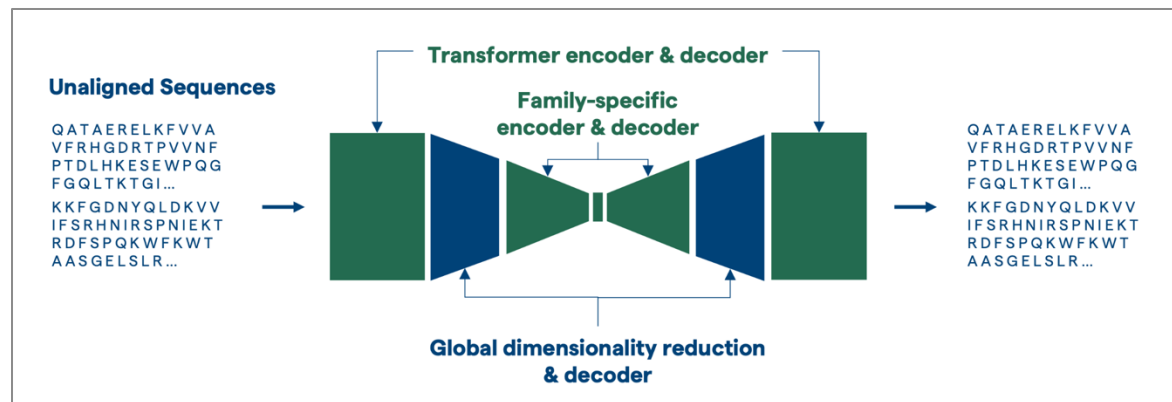 Transformer encoder & decoder
Unaligned Sequences
Family-specific
encoder & decoder
QATAERELKFVVA
VFRHGDRTPVVNF
PTDLHKESEWPQG
FGQLTKTGI...
KKFGDNYQLDKVV
IFSRHNIRSPNIEKT
RDFSPQKWFKWT
AASGELSLR...
QATAERELKFVVA
VFRHGDRTPVVNF
PTDLHKESEWPQG
FGQLTKTGI...
KKFGDNYQLDKVV
IFSRHNIRSPNIEKT
RDFSPQKWFKWT
AASGELSLR...
Global dimensionality reduction
& decoder